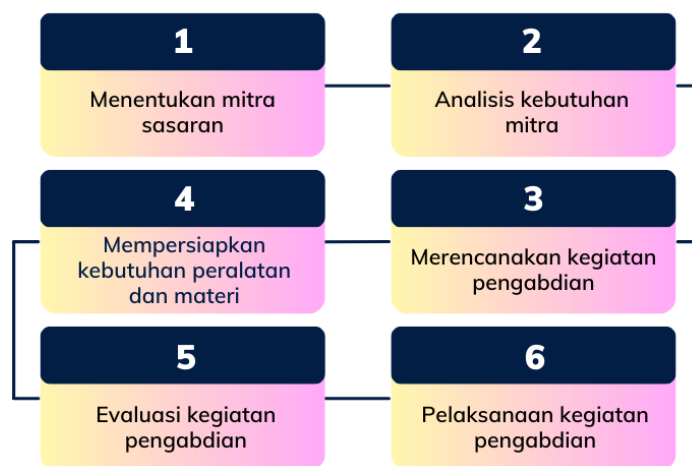 1
Menentukan mitra
sasaran
2
Analisis kebutuhan
mitra
4
Mempersiapkan
kebutuhan peralatan
dan materi
3
Merencanakan kegiatan
pengabdian
5
Evaluasi kegiatan
pengabdian
6
Pelaksanaan kegiatan
pengabdian